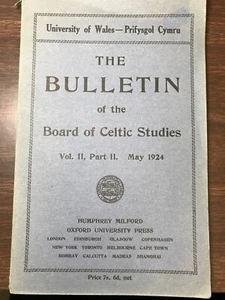 University of Wales—Prifysgol Cymru
THE
BULLETIN
of the
Board of Celtic Studies
Vol. II, Part II. May 1924
HUMPHREY MILFORD
OXFORD UNIVERSITY PRESS
LONDON EDINBURGH GLASGOW COPENHAGEN
NEW YORK TORONTO MELBOURNE CAPE TOWN
BOMBAY CALCUTTA MADRAS SHANGHAI
Price 7s. 6d. net